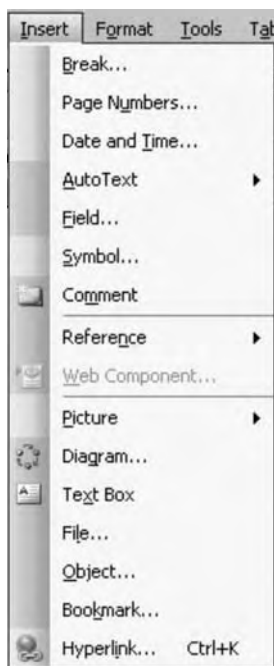 Insert Format Tools Tab
Break...
Page Numbers...
Date and Time...
AutoText
Field...
Symbol...
Comment
Reference
Web Component...
Picture
Diagram...
Text Box
File...
Object...
Bookmark...
Hyperlink... Ctrl+K